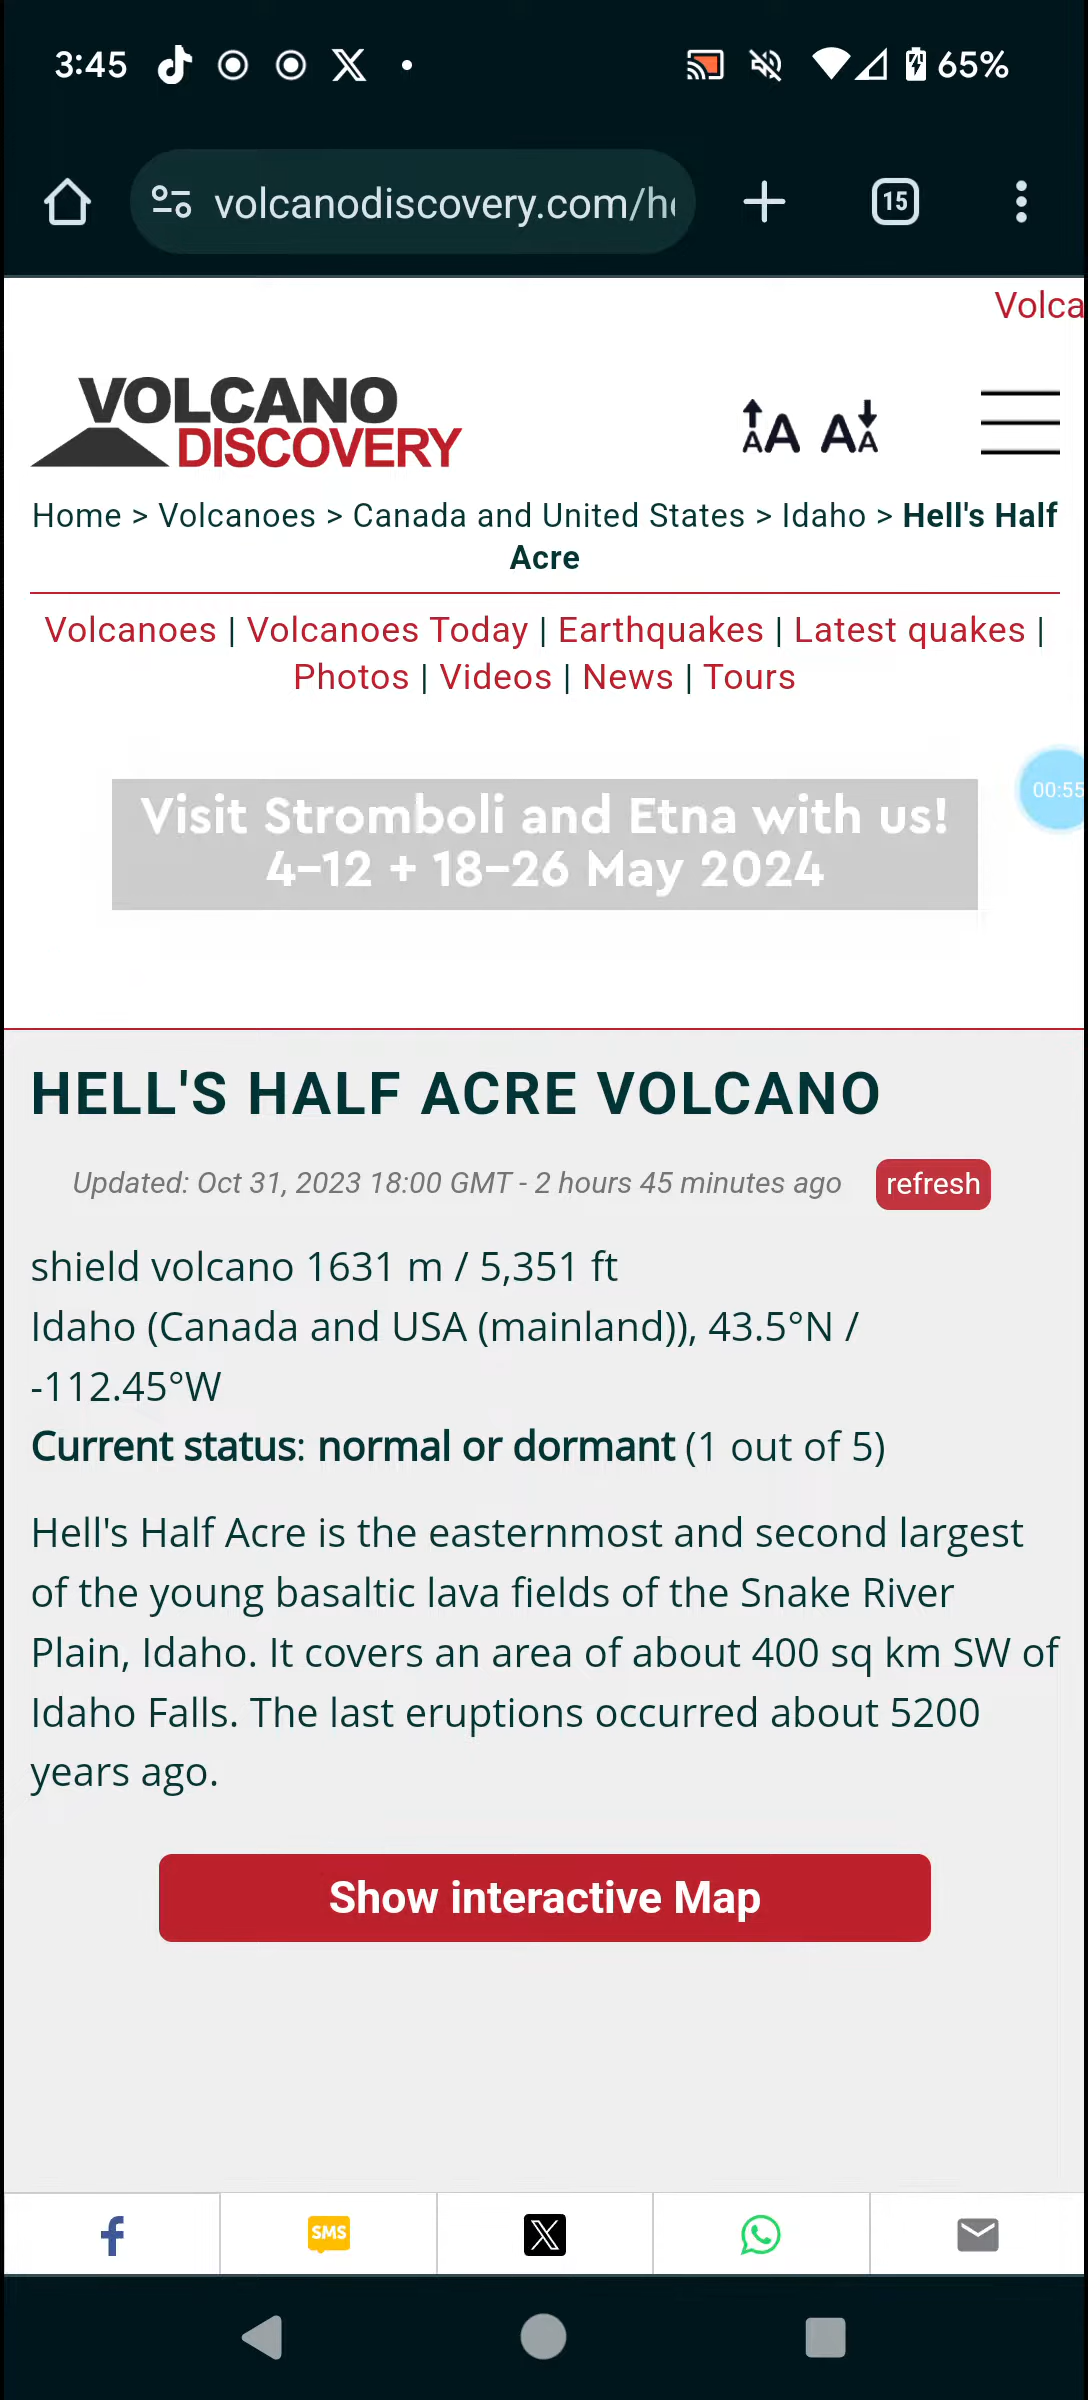 3:45 65%
volcanodiscovery.com/h
15
Volca
VOLCANO
DISCOVERY
AA AA
Home > Volcanoes > Canada and United States > Idaho > Hell's Half
Acre
Volcanoes | Volcanoes Today | Earthquakes | Latest quakes |
Photos | Videos | News | Tours
00:55
Visit Stromboli and Etna with us!
4–12 + 18–26 May 2024
HELL'S HALF ACRE VOLCANO
Updated: Oct 31, 2023 18:00 GMT - 2 hours 45 minutes ago refresh
shield volcano 1631 m / 5,351 ft
Idaho (Canada and USA (mainland)), 43.5°N /
-112.45°W
Current status: normal or dormant (1 out of 5)
Hell's Half Acre is the easternmost and second largest
of the young basaltic lava fields of the Snake River
Plain, Idaho. It covers an area of about 400 sq km SW of
Idaho Falls. The last eruptions occurred about 5200
years ago.
Show interactive Map
SMS